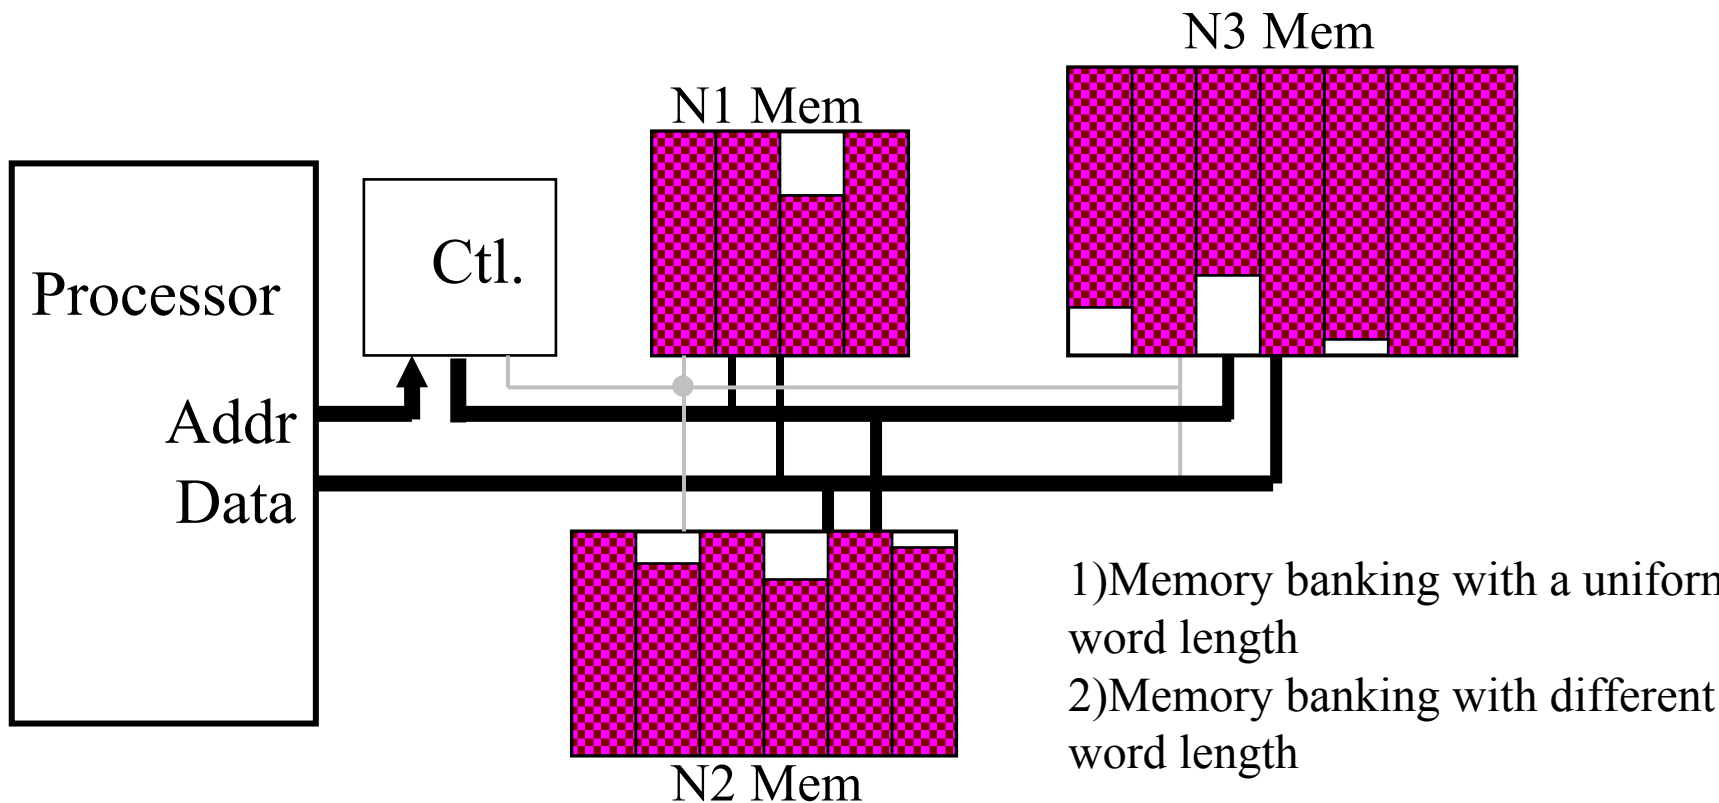 N3 Mem
N1 Mem
Ctl.
Processor
Addr
Data
1)Memory banking with a uniform
word length
2)Memory banking with different
word length
N2 Mem